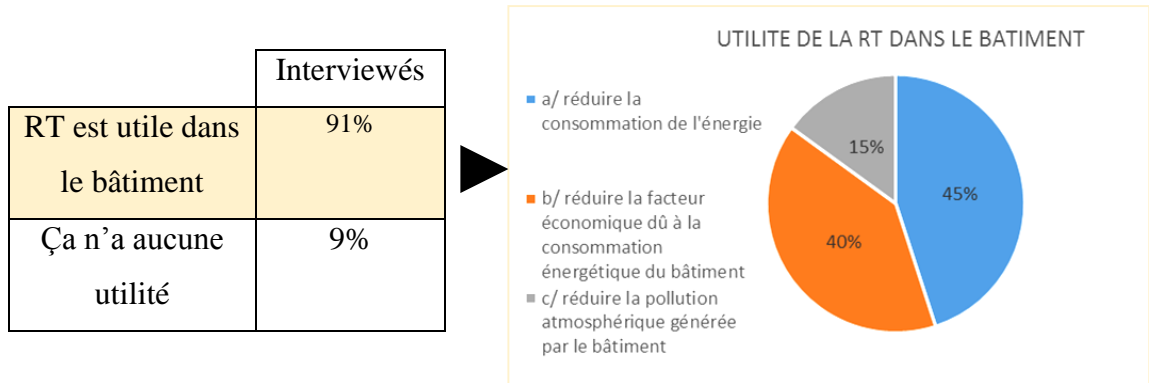 Interviewés
RT est utile dans
le bâtiment
91%
Ça n'a aucune
utilité
9%
UTILITE DE LA RT DANS LE BATIMENT
a/ réduire la
consommation de l'énergie
b/ réduire la facteur
économique dû à la
consommation
énergétique du bâtiment
c/ réduire la pollution
atmosphérique générée
par le bâtiment
15%
45%
40%